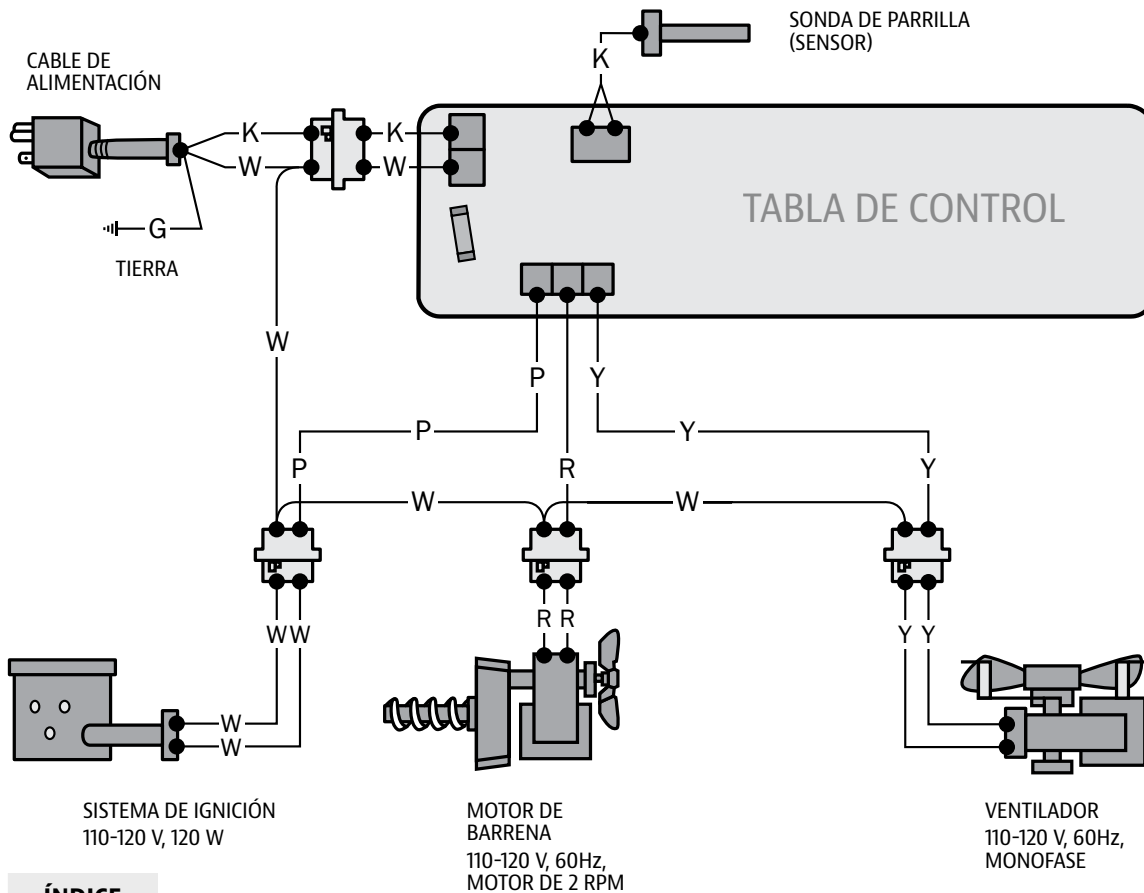 SONDA DE PARRILLA
(SENSOR)
CABLE DE
ALIMENTACIÓN
K
K
K
W
W
TABLA DE CONTROL
G
TIERRA
W
P
Y
P
Y
P
R
Y
W
W
W W
R R
Y Y
W
W
SISTEMA DE IGNICIÓN
110-120 V, 120 W
MOTOR DE
BARRENA
110-120 V, 60Hz,
MOTOR DE 2 RPM
VENTILADOR
110-120 V, 60Hz,
MONOFASE
ÍNDICE